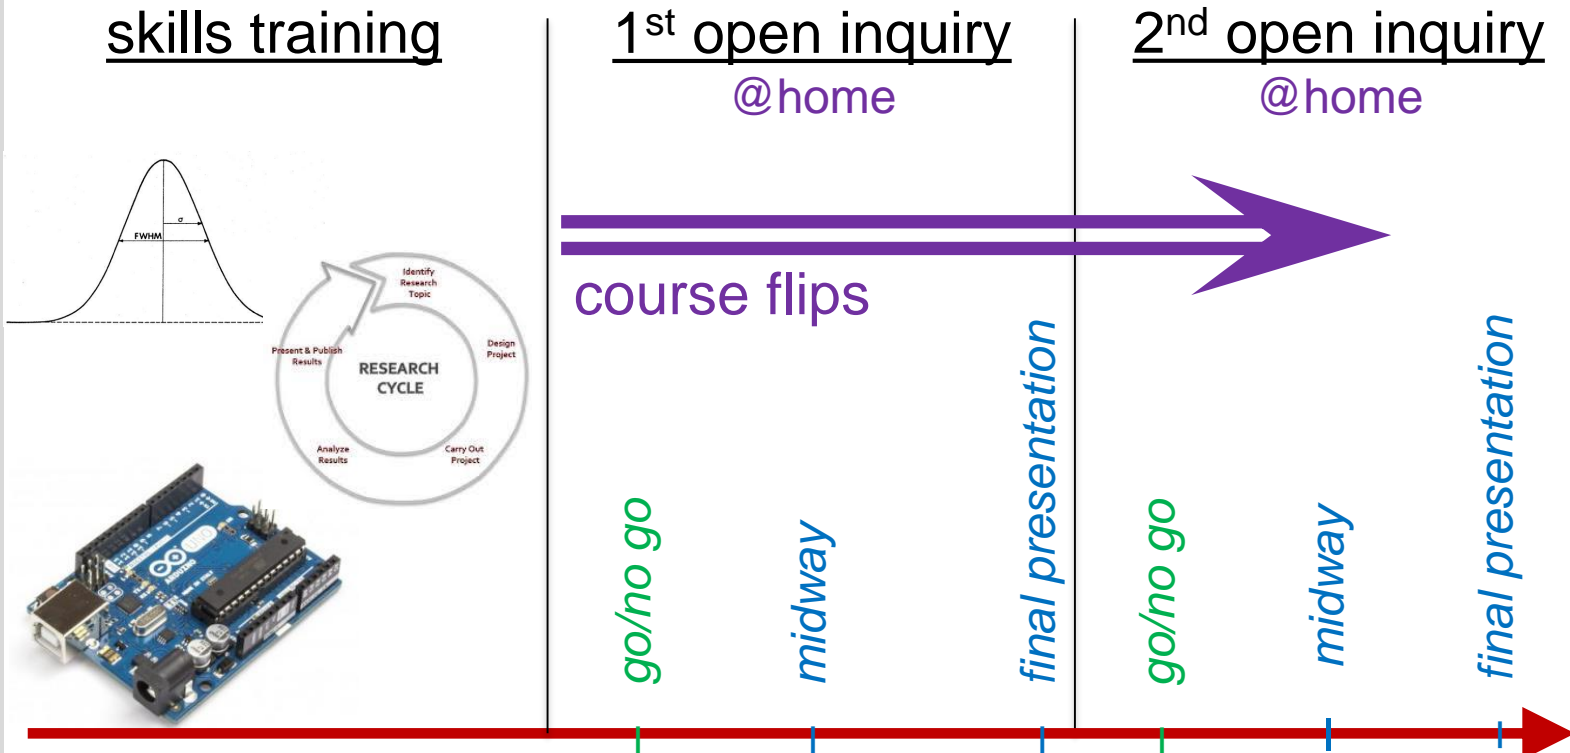 skills training
1st open inquiry
@home
2nd open inquiry
@home
σ
FWHM
course flips
Identify
Research
Topic
Design
Project
Carry Out
Project
Analyze
Results
Present & Publish
Results
RESEARCH
CYCLE
ARDUINO
UNO
go/no go
midway
final presentation
go/no go
midway
final presentation